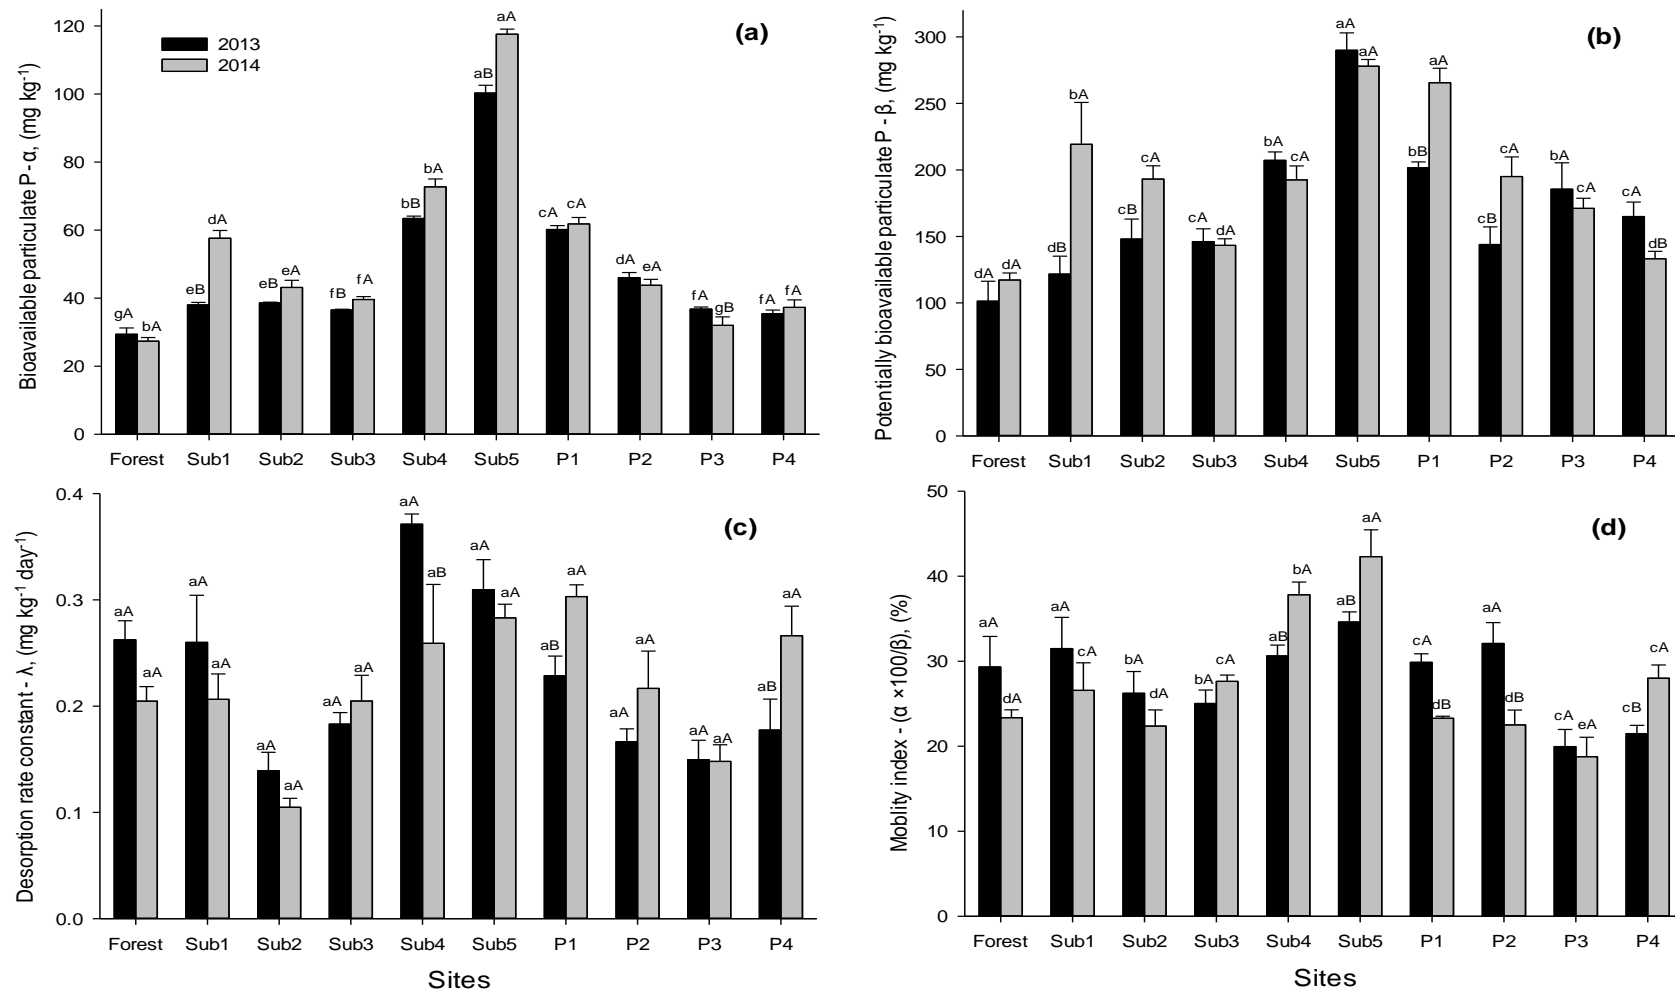 (a)
2013
2014
Bioavailable particulate P - α, (mg kg⁻¹)
120
100
80
60
40
20
0
gA bA eB dA eB eA fB fA bB bA aB aA cA cA dA eA fA gB fA fA
Forest Sub1 Sub2 Sub3 Sub4 Sub5 P1 P2 P3 P4
(b)
Potentially bioavailable particulate P - β, (mg kg⁻¹)
300
250
200
150
100
50
0
dA dA dB bA cB cA cA dA bA cA aA aA bB aA cB cA bA cA cA dB
Forest Sub1 Sub2 Sub3 Sub4 Sub5 P1 P2 P3 P4
(c)
Desorption rate constant - λ, (mg kg⁻¹ day⁻¹)
0.4
0.3
0.2
0.1
0.0
aA aA aA aA aA aA aA aA aA aB aA aA aB aA aA aA aA aA aB aA
Forest Sub1 Sub2 Sub3 Sub4 Sub5 P1 P2 P3 P4
Sites
(d)
Moblity index - (α ×100/β), (%)
50
40
30
20
10
0
aA dA aA cA bA dA bA cA aB bA aB aA cA dB aA dB cA eA cB cA
Forest Sub1 Sub2 Sub3 Sub4 Sub5 P1 P2 P3 P4
Sites